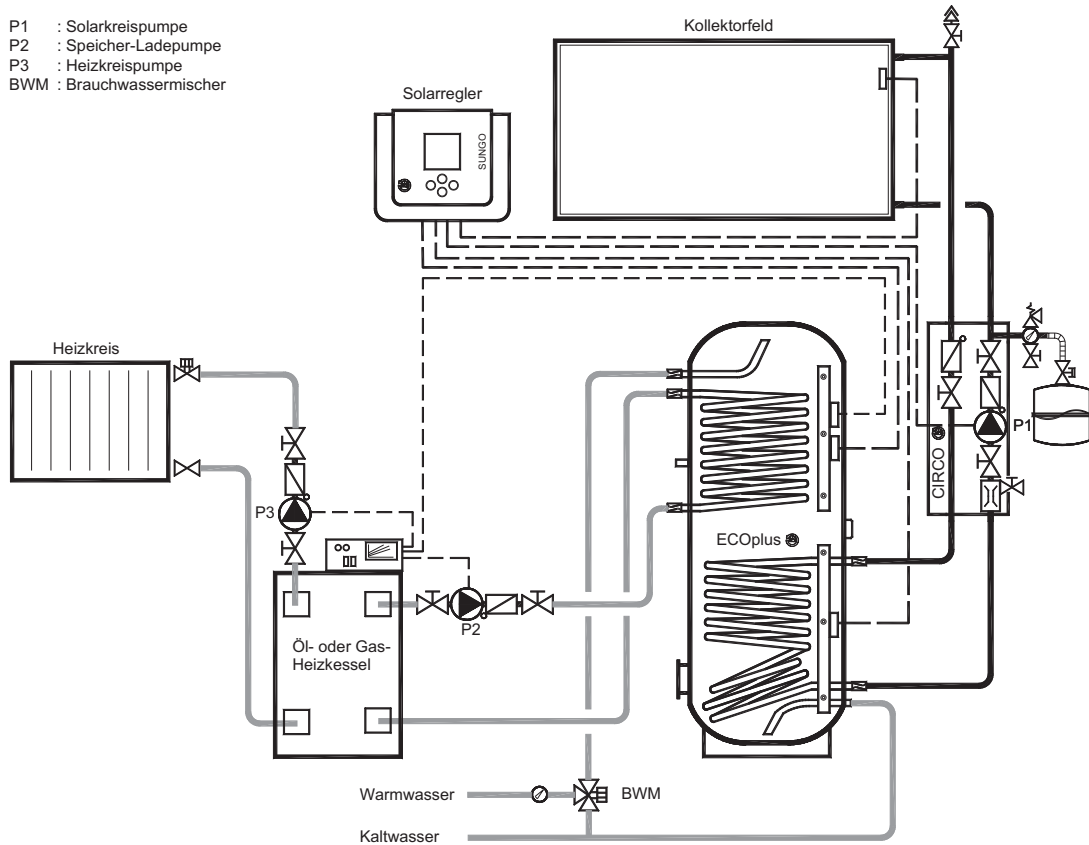 P1 : Solarkreispumpe
P2 : Speicher-Ladepumpe
P3 : Heizkreispumpe
BWM : Brauchwassermischer
Kollektorfeld
Solarregler
SUNGO
Heizkreis
P1
CIRCO
P3
ECOplus
P2
Öl- oder Gas-
Heizkessel
Warmwasser
BWM
Kaltwasser